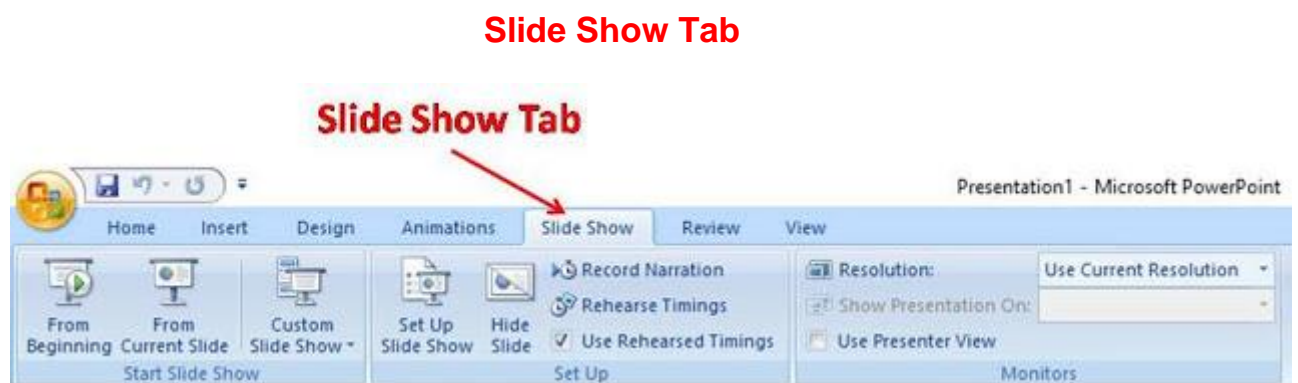 Slide Show Tab
Slide Show Tab
Presentation1 - Microsoft PowerPoint
Home Insert Design Animations Slide Show Review View
From Beginning
From Current Slide
Custom Slide Show
Set Up Slide Show
Hide Slide
Record Narration
Rehearse Timings
Use Rehearsed Timings
Resolution: Use Current Resolution
Show Presentation On:
Use Presenter View
Start Slide Show Set Up Monitors